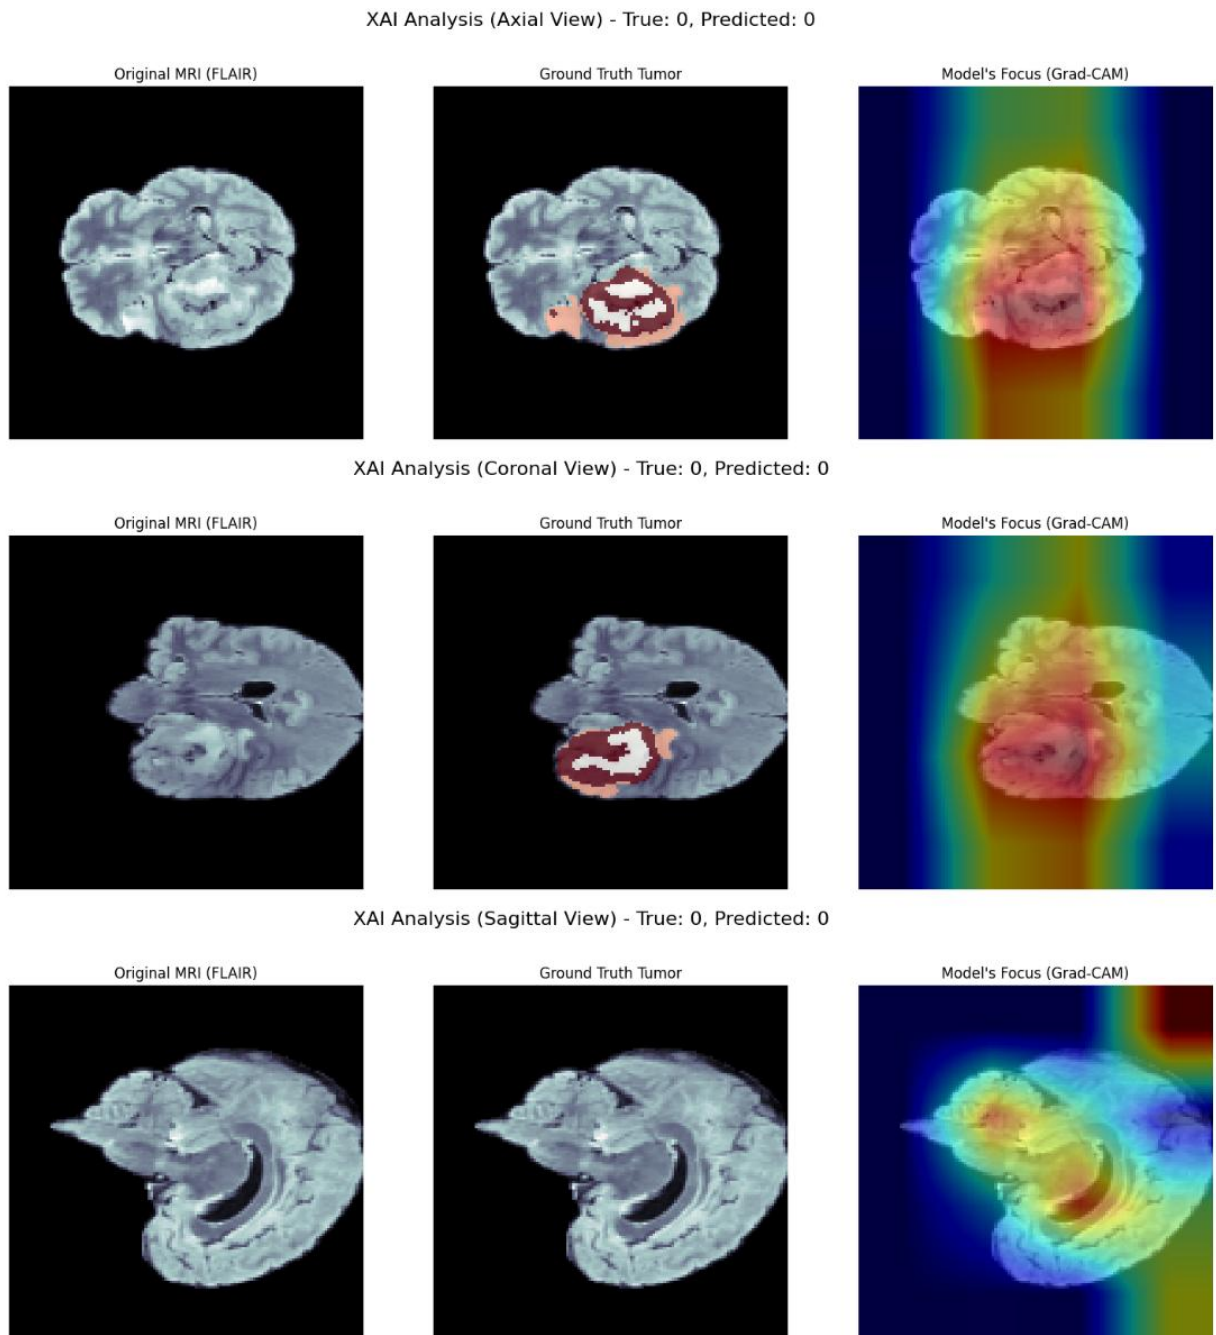 XAI Analysis (Axial View) - True: 0, Predicted: 0
Original MRI (FLAIR)
Ground Truth Tumor
Model's Focus (Grad-CAM)
XAI Analysis (Coronal View) - True: 0, Predicted: 0
Original MRI (FLAIR)
Ground Truth Tumor
Model's Focus (Grad-CAM)
XAI Analysis (Sagittal View) - True: 0, Predicted: 0
Original MRI (FLAIR)
Ground Truth Tumor
Model's Focus (Grad-CAM)